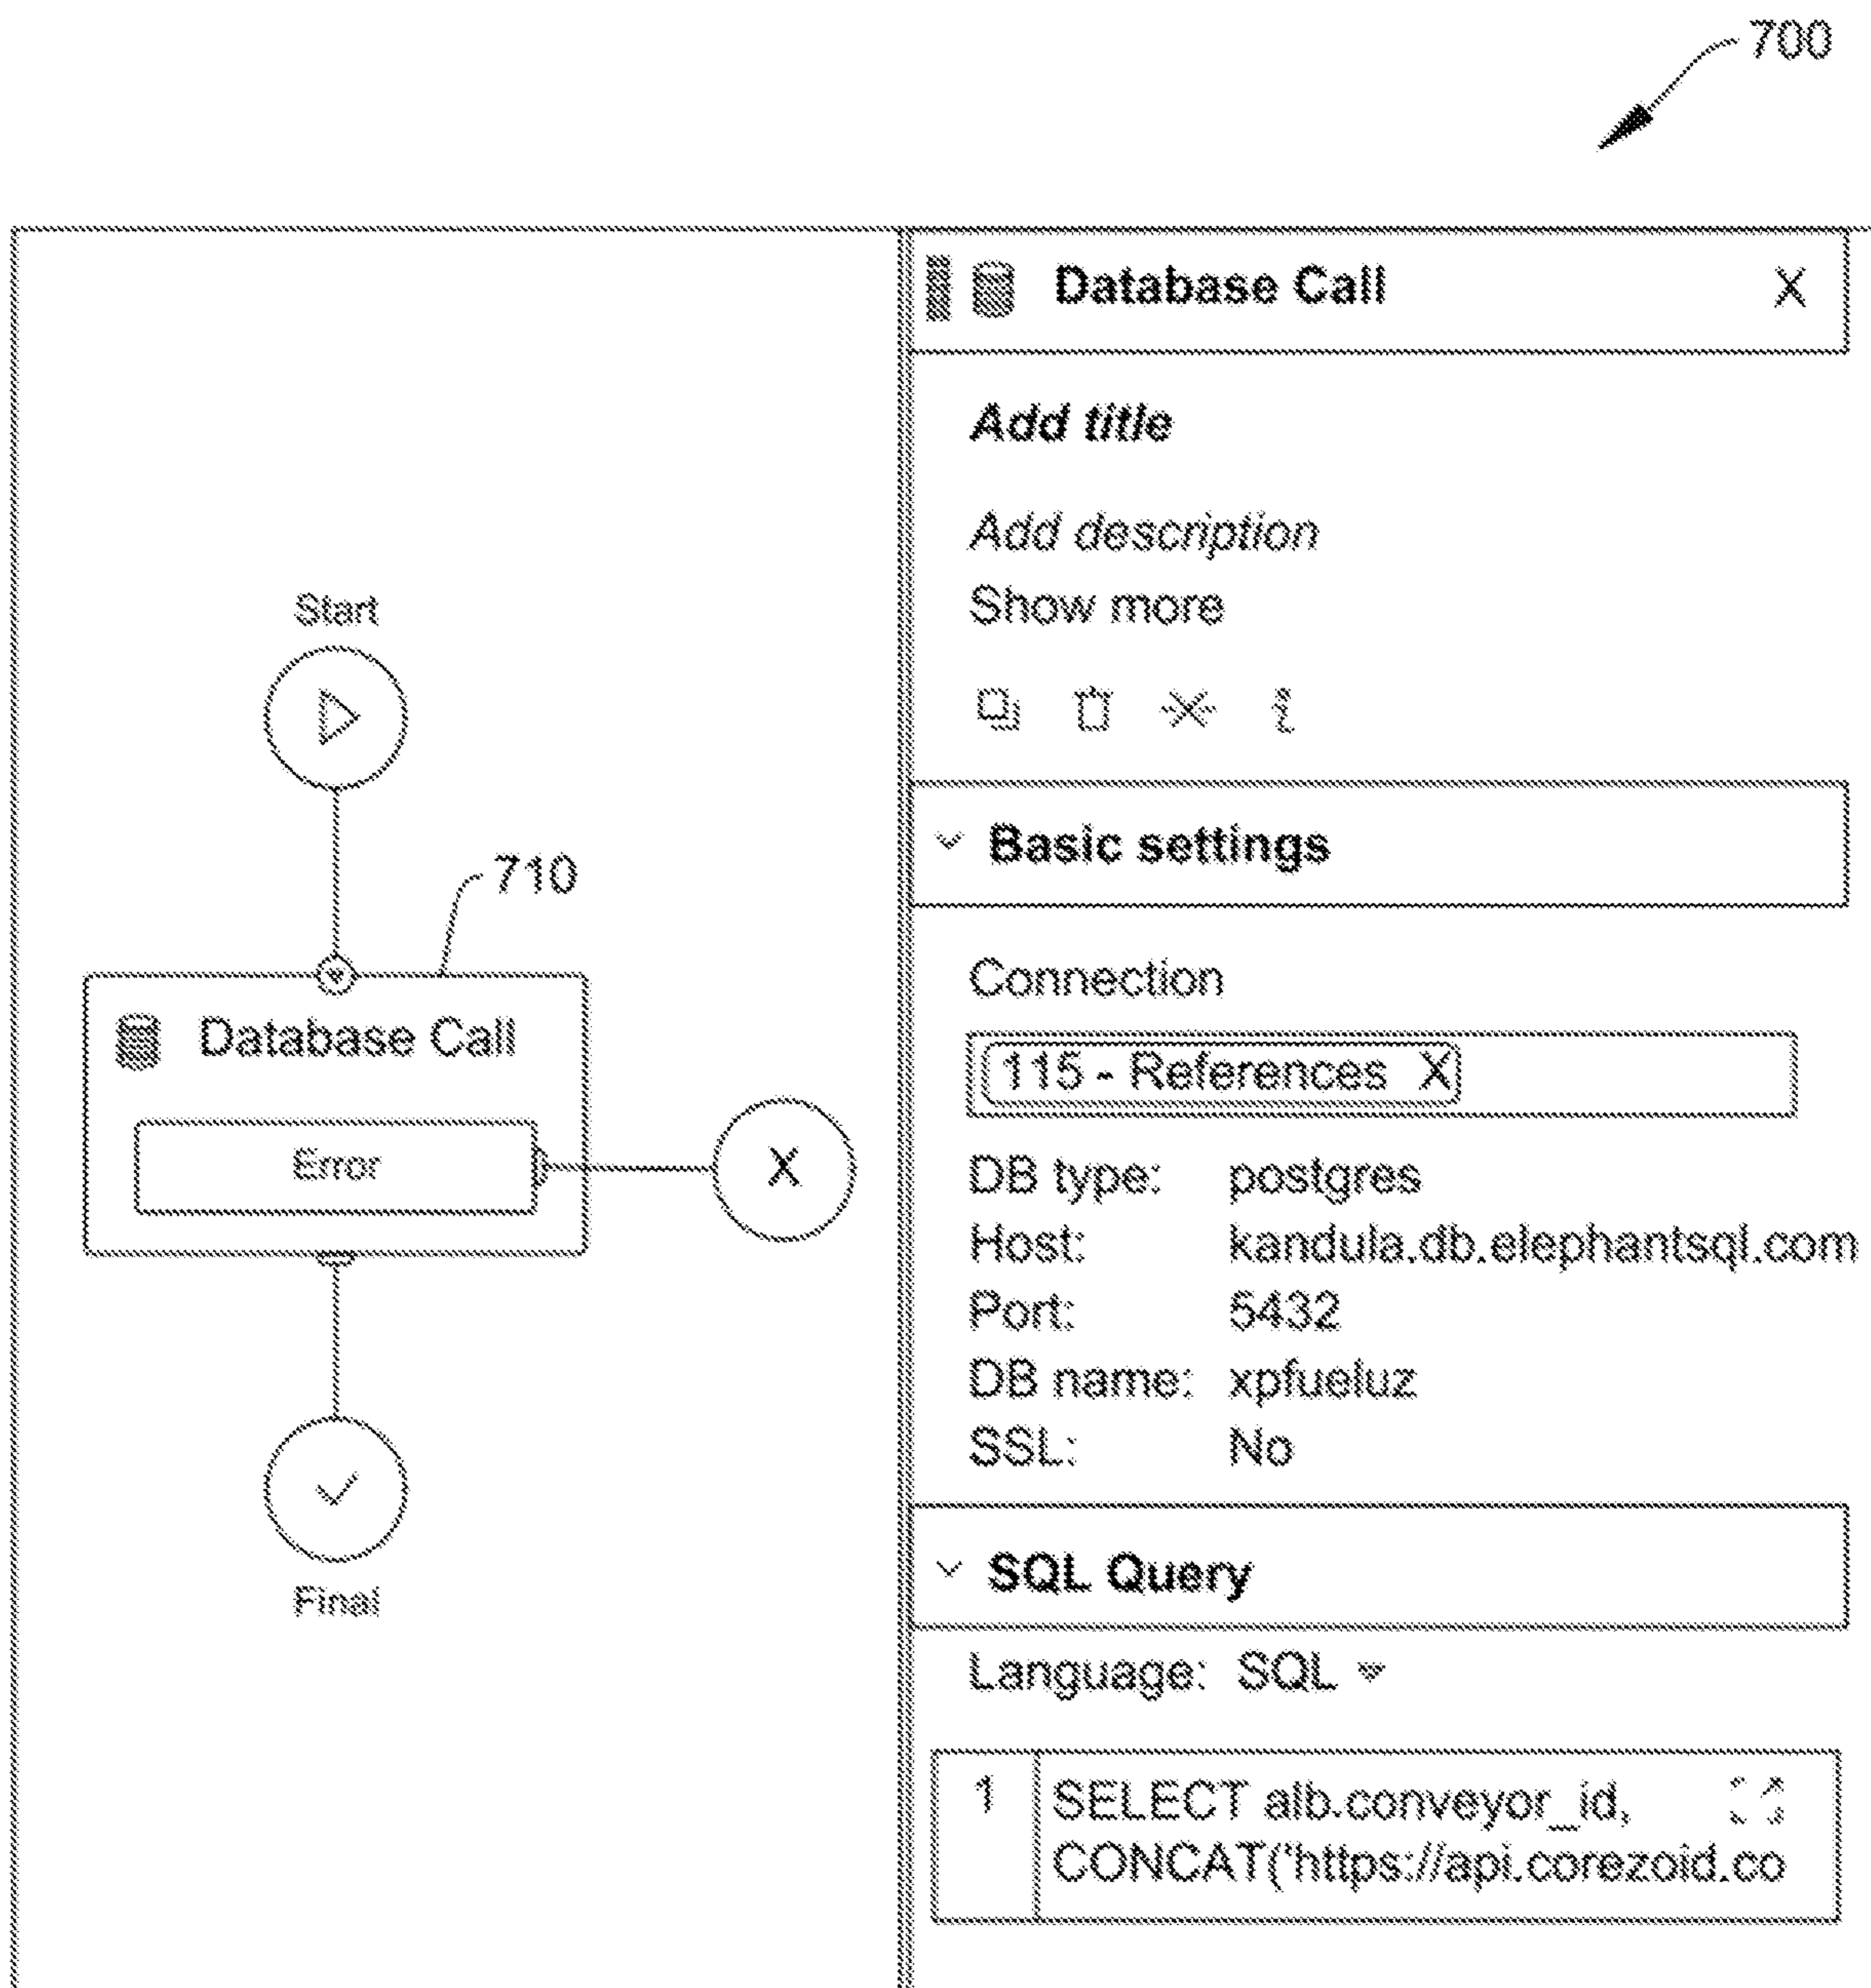 700
Start
710
Database Call
Error
X
Final
Database Call X
Add title
Add description
Show more
Basic settings
Connection
115 - References X
DB type: postgres
Host: kandula.db.elephantsql.com
Port: 5432
DB name: xpfueluz
SSL: No
SQL Query
Language: SQL
1 SELECT alb.conveyor_id,
CONCAT('https://api.corezoid.co